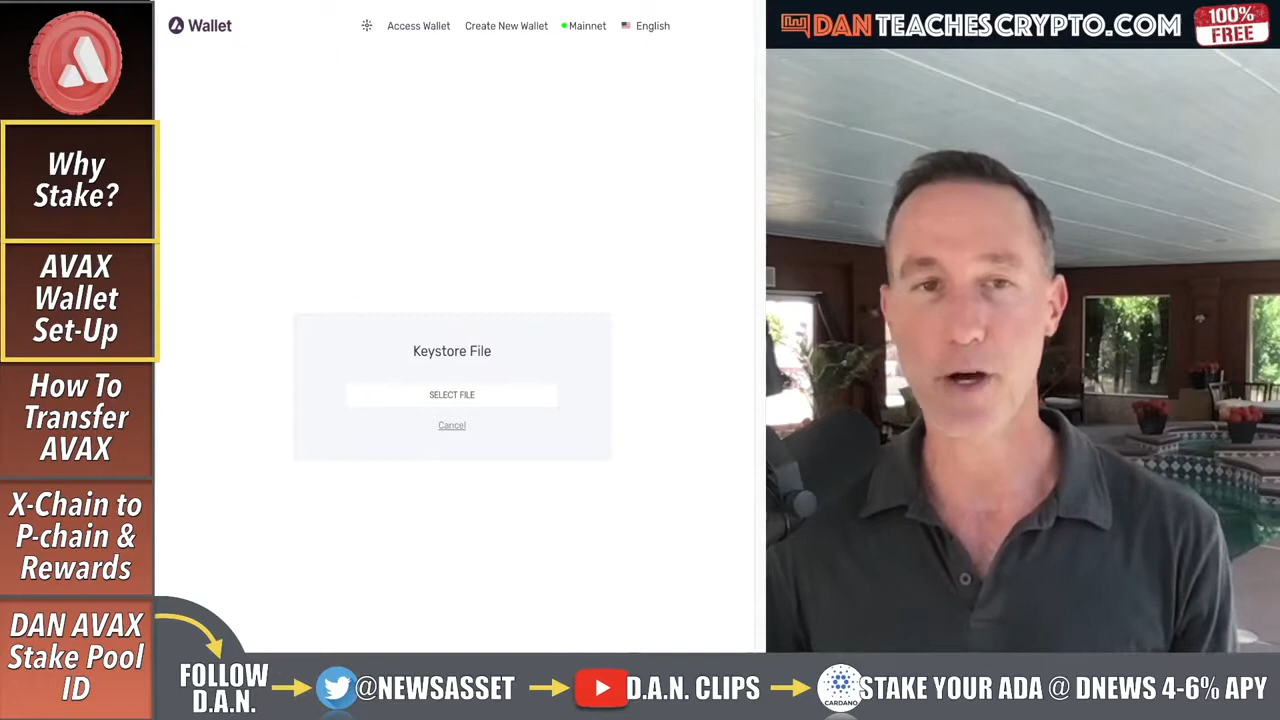 Wallet
Access Wallet
Create New Wallet
Mainnet
English
DANTEACHESCRYPTO.COM
100%
FREE
Why
Stake?
AVAX
Wallet
Set-Up
How To
Transfer
AVAX
X-Chain to
P-chain &
Rewards
DAN AVAX
Stake Pool
ID
Keystore File
SELECT FILE
Cancel
FOLLOW
D.A.N.
@NEWSASSET
D.A.N. CLIPS
CARDANO
STAKE YOUR ADA @ DNEWS 4-6% APY